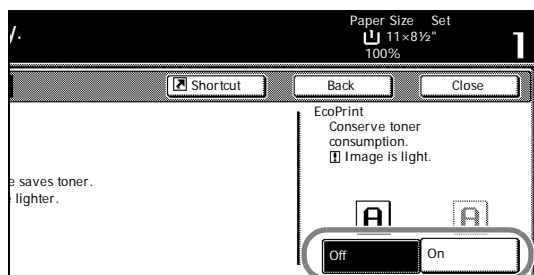 y.
Paper Size Set
11×8½"
100%
1
Shortcut
Back
Close
EcoPrint
Conserve toner
consumption.
Image is light.
e saves toner.
lighter.
A
A
Off
On